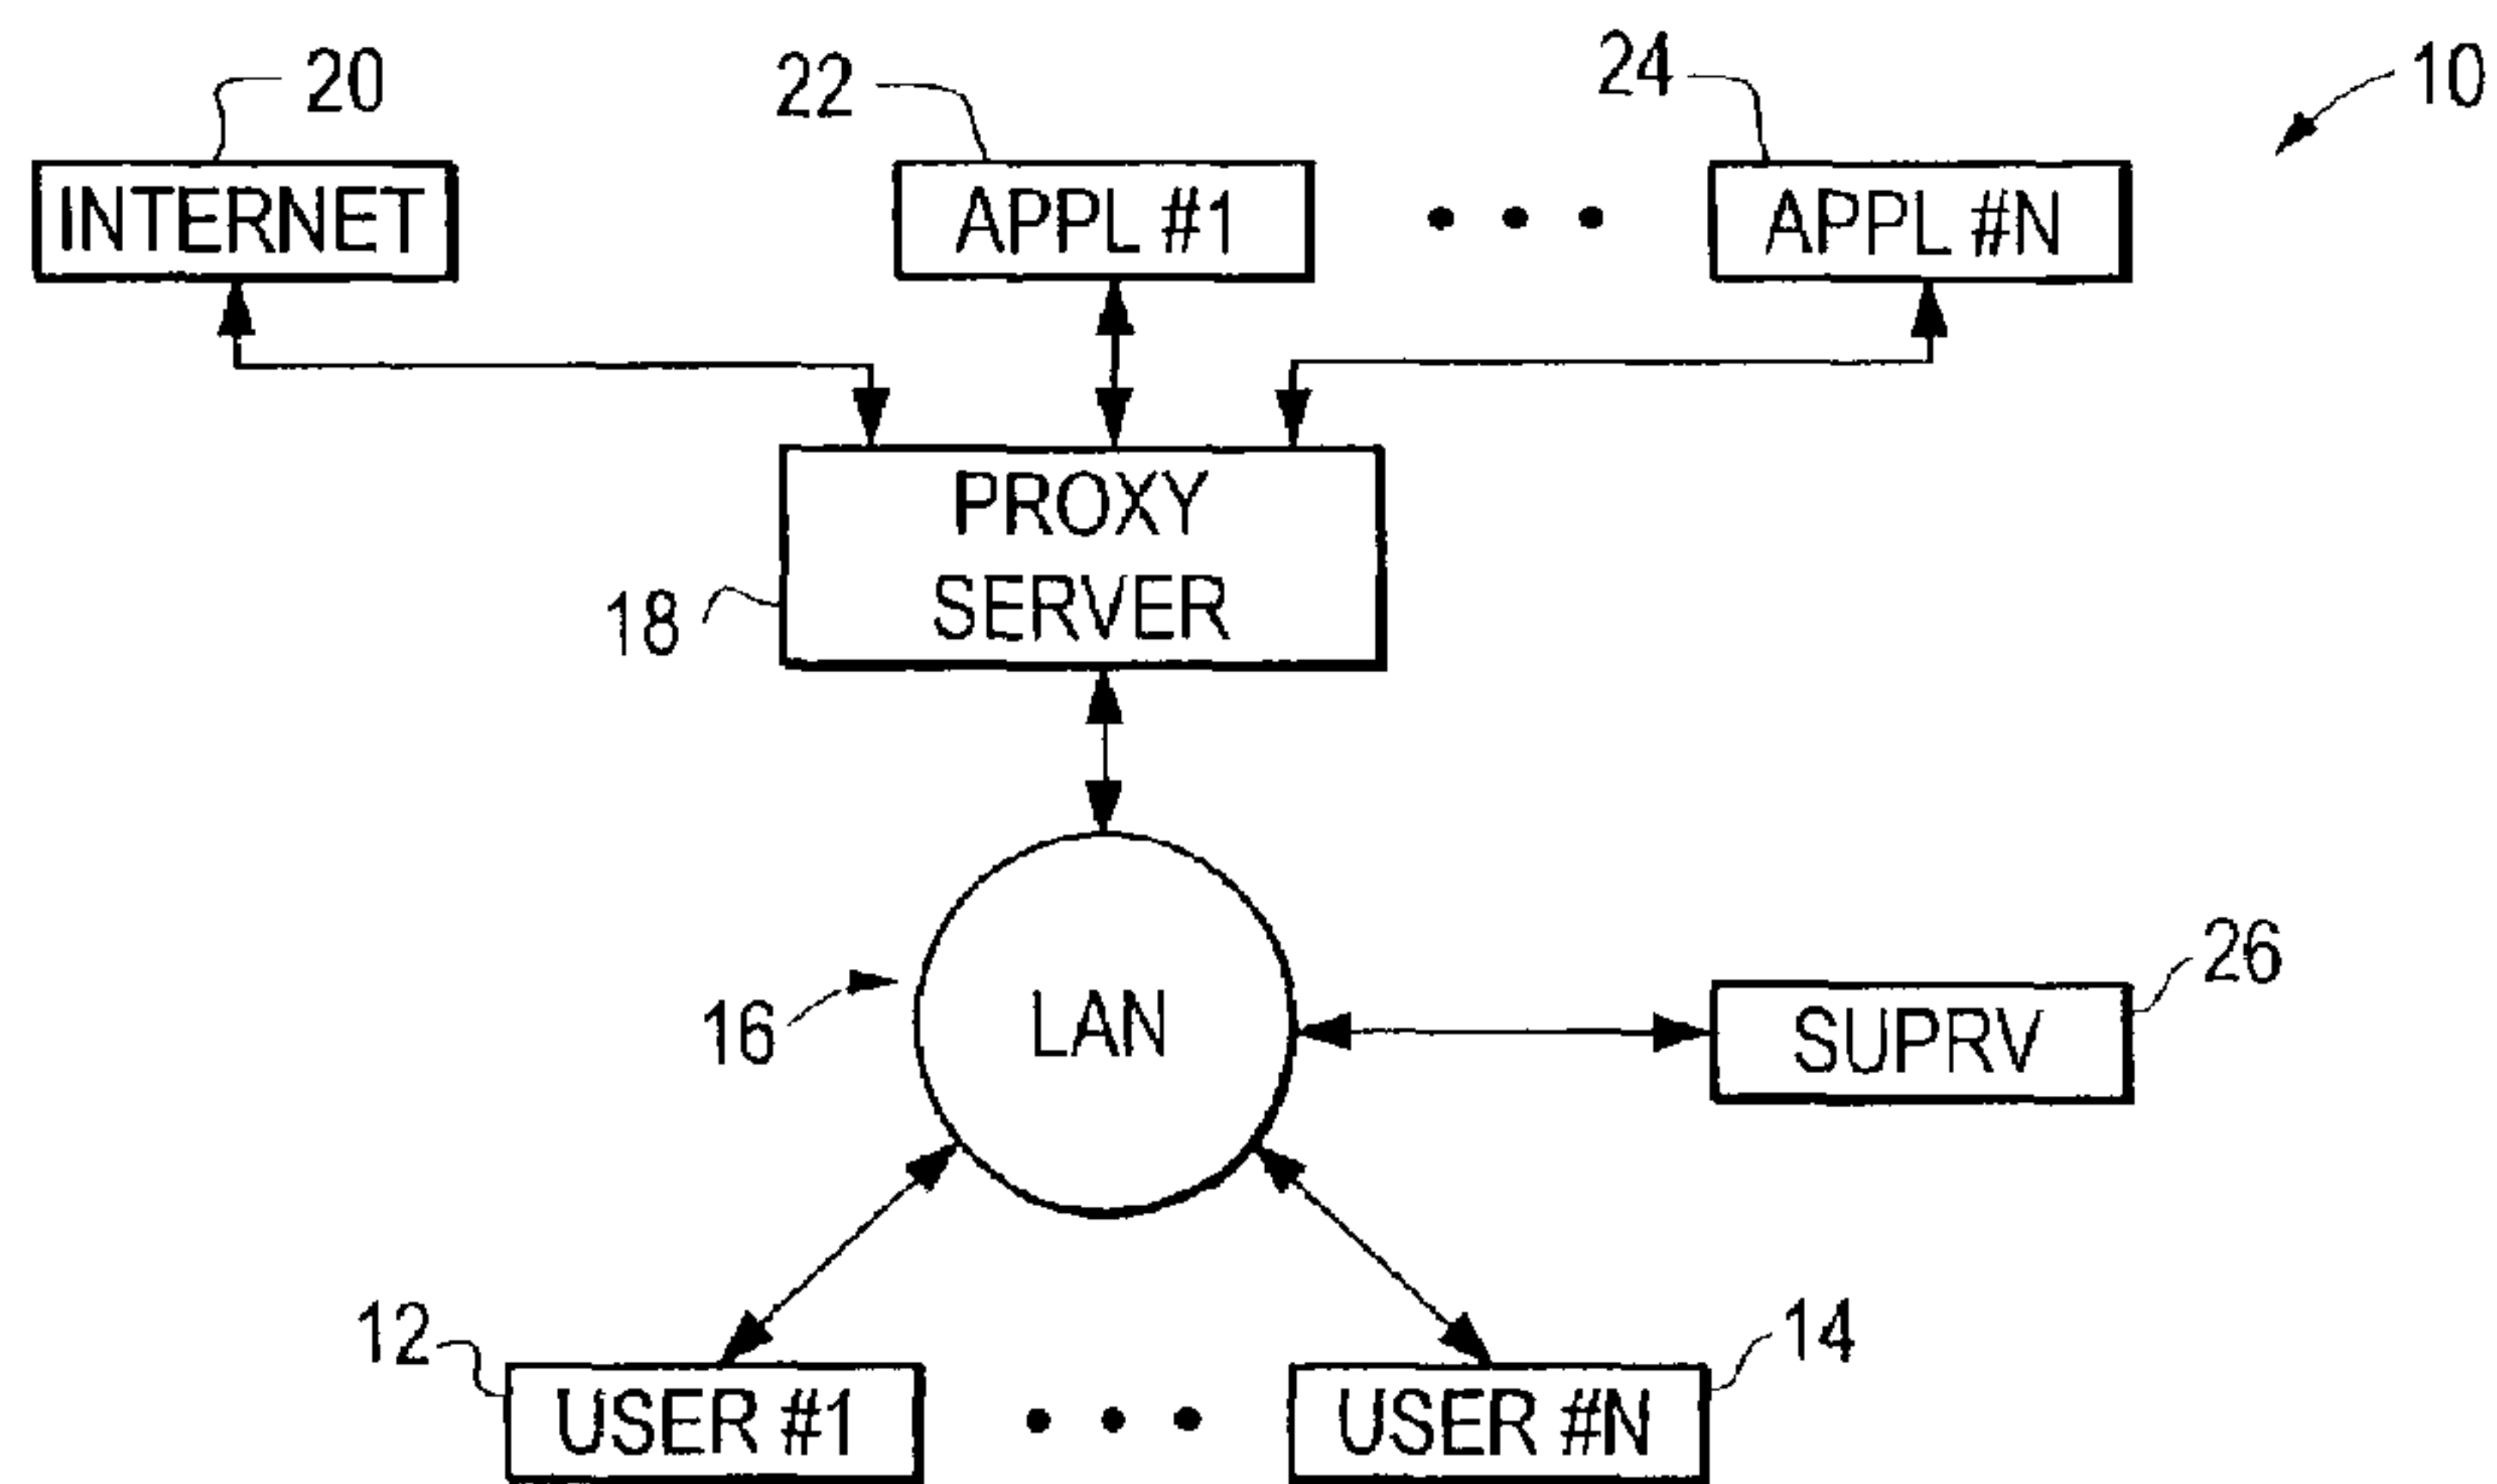 20
22
24
10
INTERNET
APPL #1
APPL #N
PROXY
SERVER
18
26
16
LAN
SUPRV
12
14
USER #1
USER #N